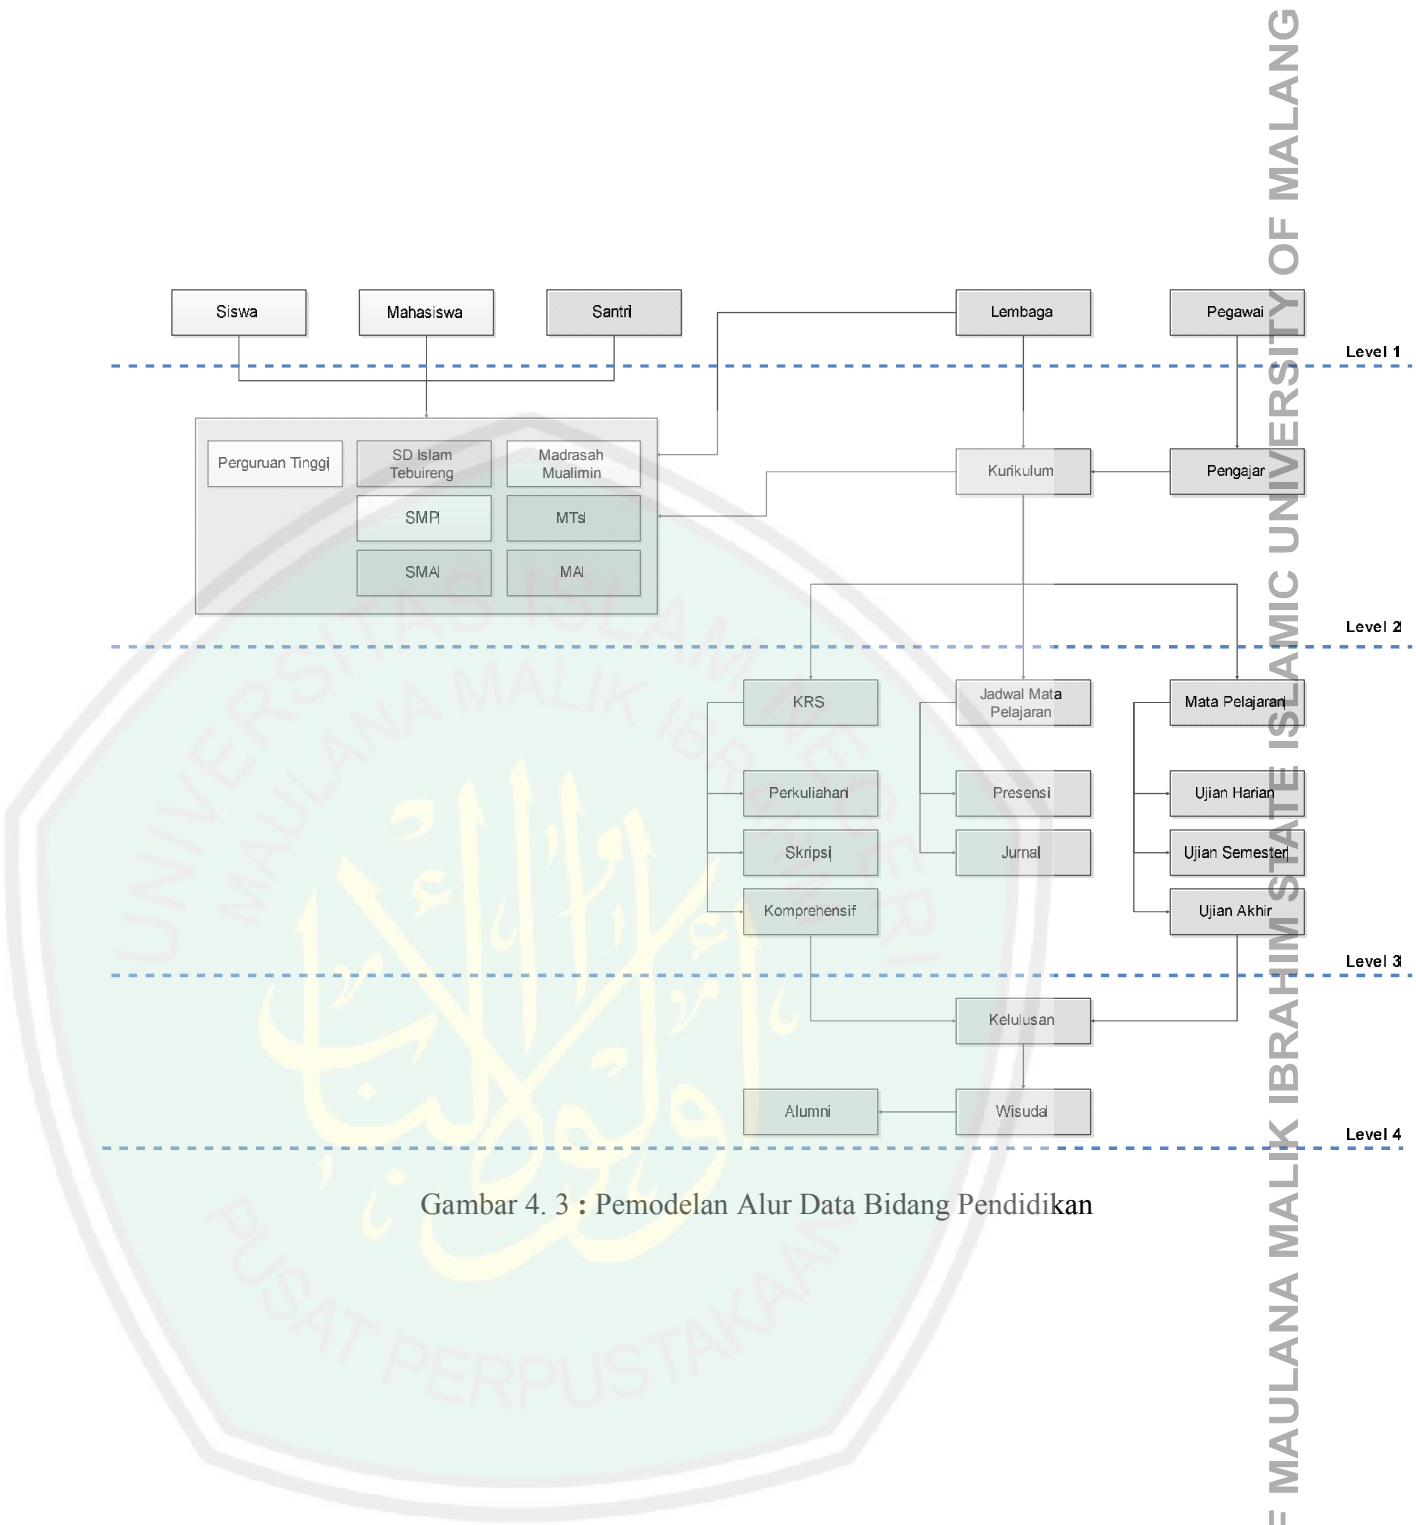 Siswa
Mahasiswa
Santri
Lembaga
Pegawai
Level 1
Perguruan Tinggi
SD Islam
Tebuireng
Madrasah
Mualimin
Kurikulum
Pengajar
SMP
MTs
SMA
MA
Level 2
KRS
Jadwal Mata
Pelajaran
Mata Pelajaran
Perkuliahan
Presensi
Ujian Harian
Skripsi
Jurnal
Ujian Semester
Komprehensif
Ujian Akhir
Level 3
Kelulusan
Alumni
Wisuda
Level 4
Gambar 4. 3 : Pemodelan Alur Data Bidang Pendidikan
UNIVERSITAS ISLAM NEGERI
MAULANA MALIK IBRAHIM
PUSAT PERPUSTAKAAN
F MAULANA MALIK IBRAHIM STATE ISLAMIC UNIVERSITY OF MALANG